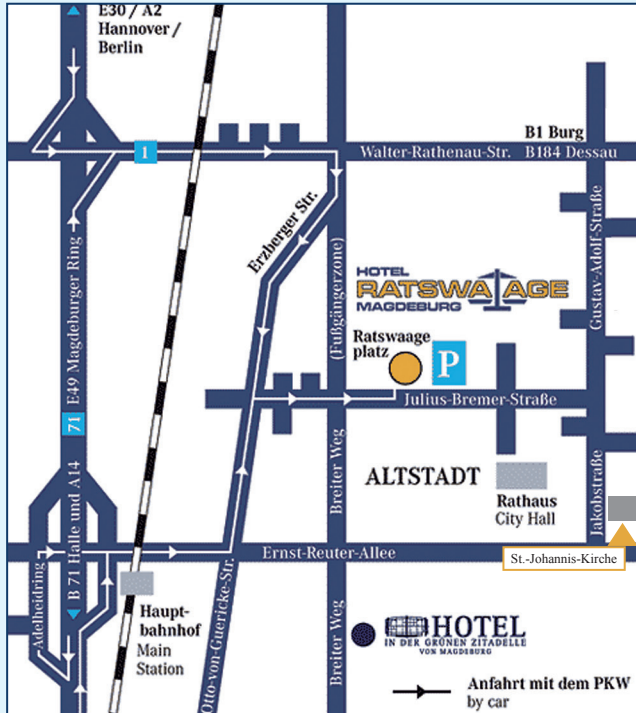 E30 / A2
Hannover /
Berlin
B1 Burg
1
Walter-Rathenau-Str.
B184 Dessau
Erzberger Str.
(Fußgängerzone)
Gustav-Adolf-Straße
E49 Magdeburger Ring
HOTEL
RATSWAAGE
MAGDEBURG
Ratswaage
platz
P
Julius-Bremer-Straße
71
B 71 Halle und A14
Breiter Weg
ALTSTADT
Rathaus
City Hall
Jakobstraße
Ernst-Reuter-Allee
St.-Johannis-Kirche
Adelheidring
Haupt-
bahnhof
Main
Station
Otto-von-Guericke-Str.
Breiter Weg
HOTEL
IN DER GRÜNEN ZITADELLE
VON MAGDEBURG
Anfahrt mit dem PKW
by car